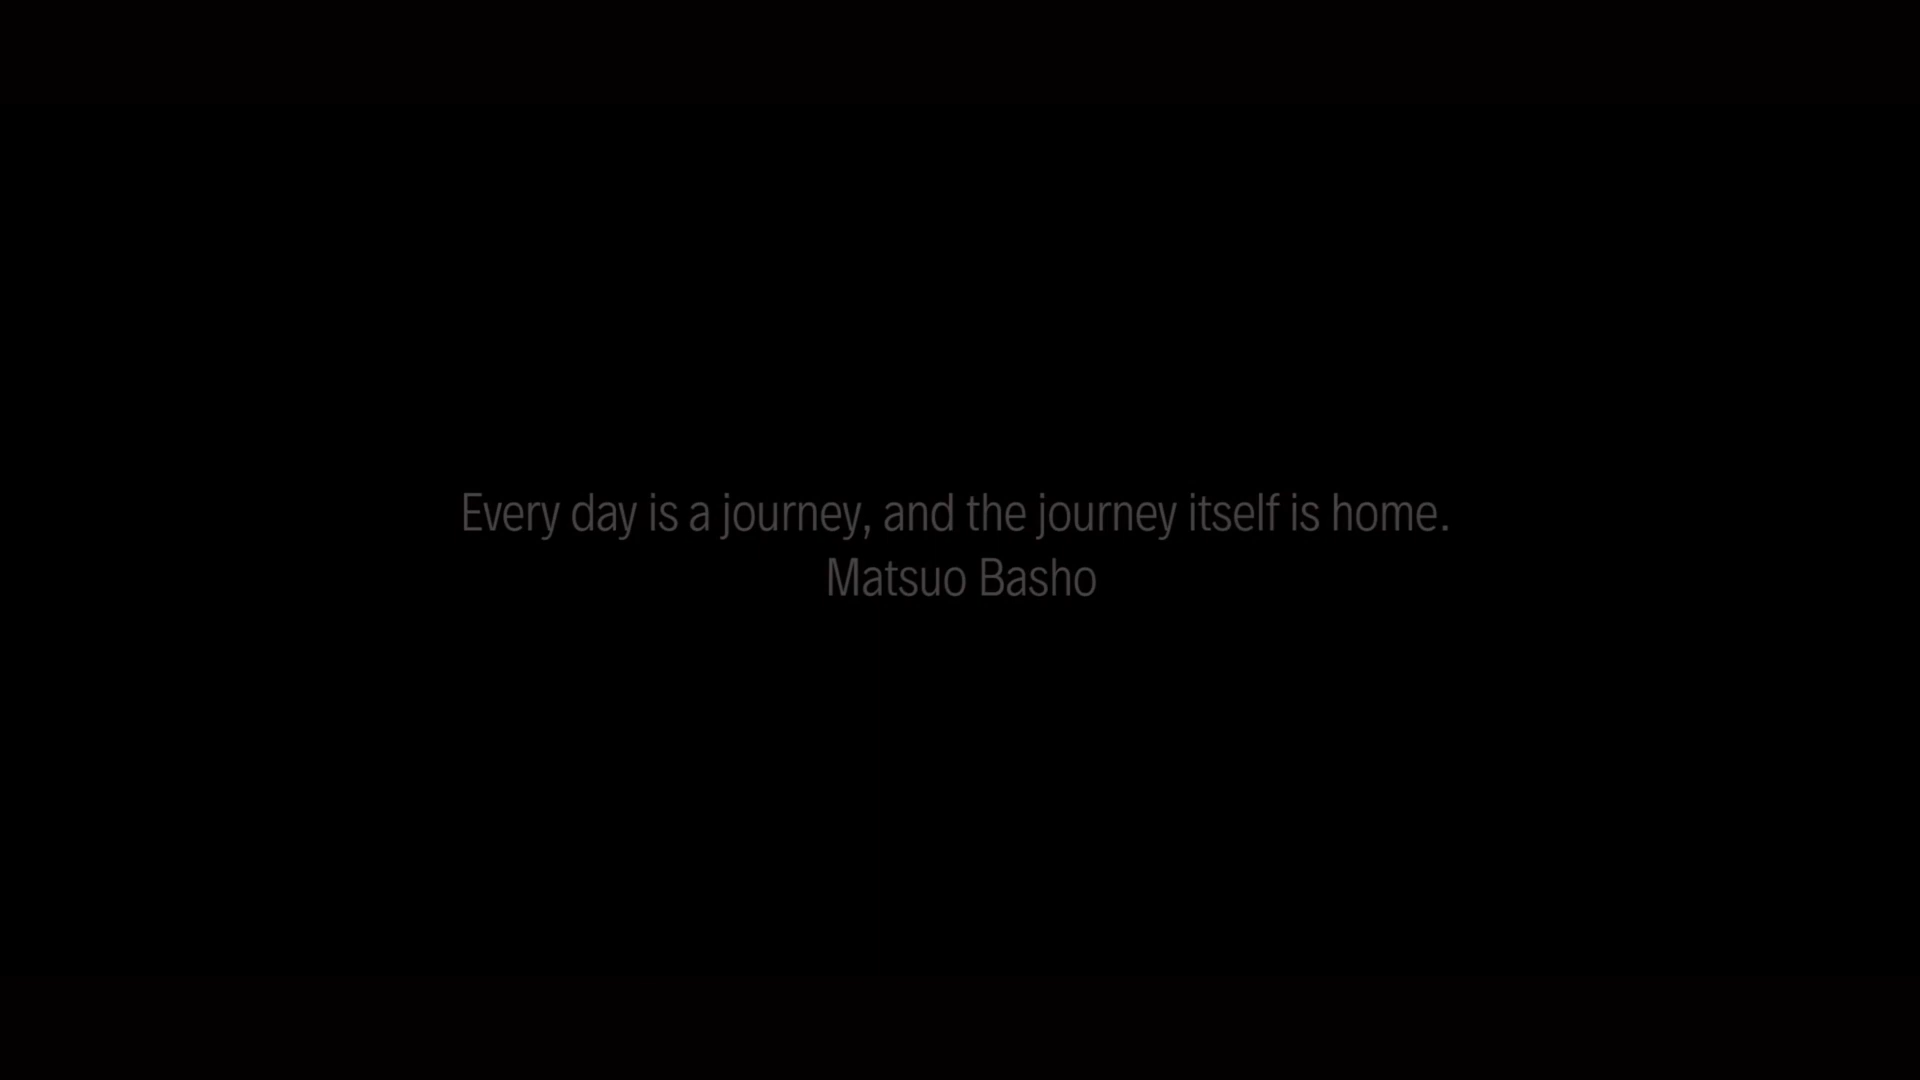 Every day is a journey, and the journey itself is home.
Matsuo Basho